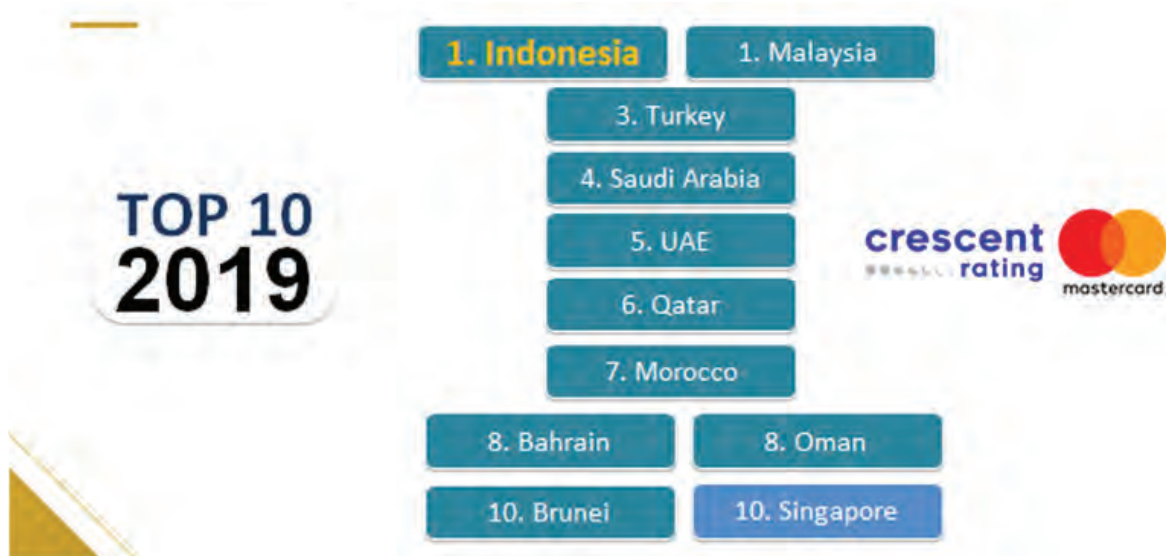 1. Indonesia
1. Malaysia
3. Turkey
4. Saudi Arabia
TOP 10
2019
5. UAE
6. Qatar
7. Morocco
8. Bahrain
8. Oman
10. Brunei
10. Singapore
crescent
rating
mastercard